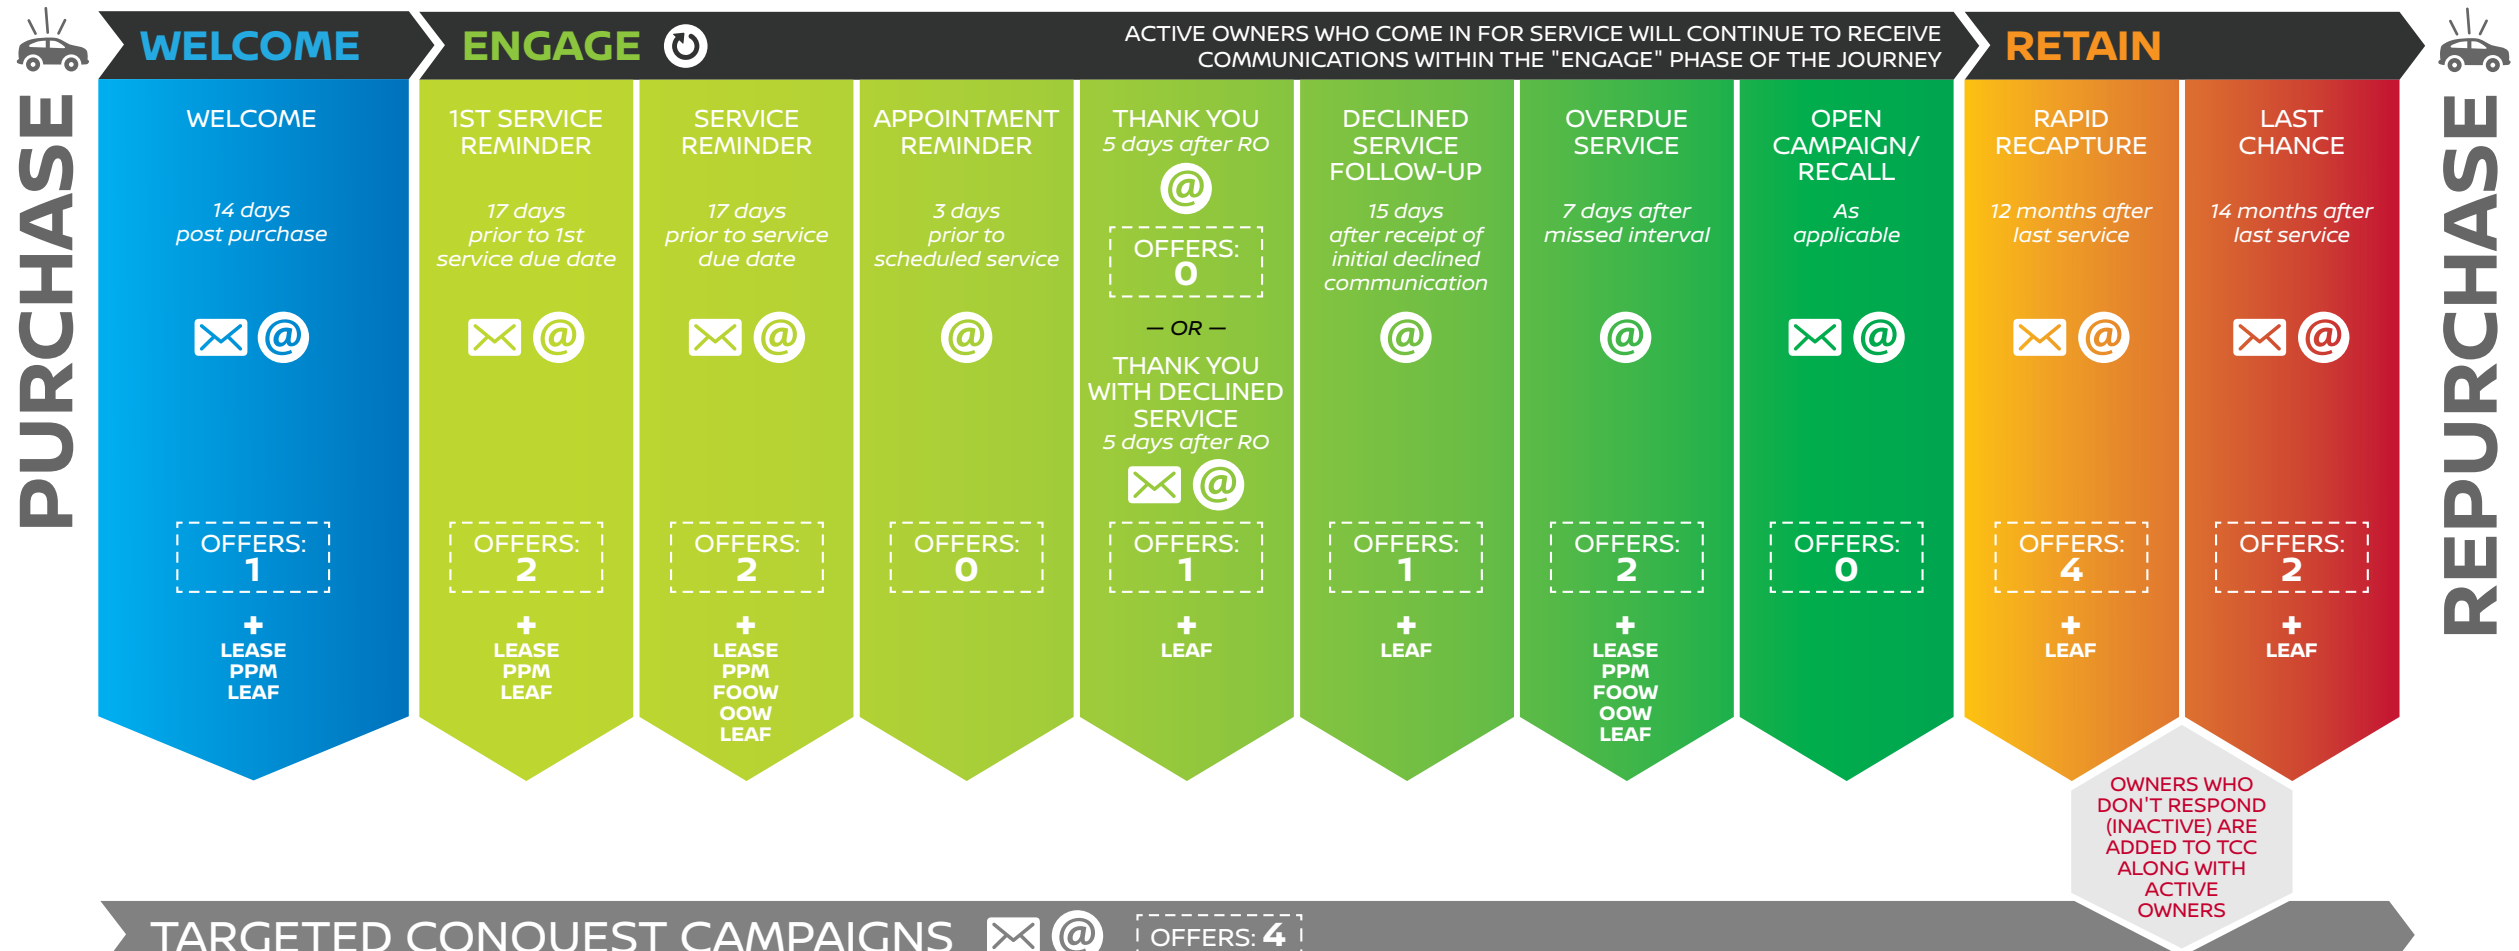 PURCHASE
WELCOME
ENGAGE
ACTIVE OWNERS WHO COME IN FOR SERVICE WILL CONTINUE TO RECEIVE
COMMUNICATIONS WITHIN THE "ENGAGE" PHASE OF THE JOURNEY
RETAIN
REPURCHASE
WELCOME
14 days
post purchase
@
OFFERS:
1
+
LEASE
PPM
LEAF
1ST SERVICE
REMINDER
17 days
prior to 1st
service due date
@
OFFERS:
2
+
LEASE
PPM
LEAF
SERVICE
REMINDER
17 days
prior to service
due date
@
OFFERS:
2
+
LEASE
PPM
FOOW
OOW
LEAF
APPOINTMENT
REMINDER
3 days
prior to
scheduled service
@
OFFERS:
0
THANK YOU
5 days after RO
@
OFFERS:
0
— OR —
THANK YOU
WITH DECLINED
SERVICE
5 days after RO
@
OFFERS:
1
+
LEAF
DECLINED
SERVICE
FOLLOW-UP
15 days
after receipt of
initial declined
communication
@
OFFERS:
1
+
LEAF
OVERDUE
SERVICE
7 days after
missed interval
@
OFFERS:
2
+
LEASE
PPM
FOOW
OOW
LEAF
OPEN
CAMPAIGN/
RECALL
As
applicable
@
OFFERS:
0
RAPID
RECAPTURE
12 months after
last service
@
OFFERS:
4
+
LEAF
LAST
CHANCE
14 months after
last service
@
OFFERS:
2
+
LEAF
OWNERS WHO
DON'T RESPOND
(INACTIVE) ARE
ADDED TO TCC
ALONG WITH
ACTIVE
OWNERS
TARGETED CONQUEST CAMPAIGNS @ OFFERS: 4